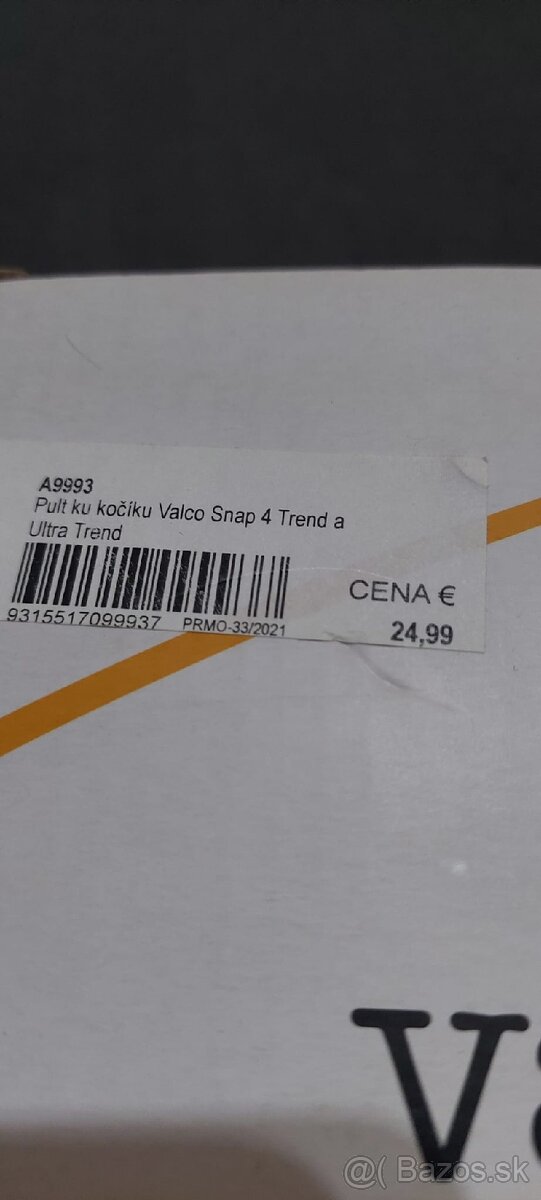 A9993
Pult ku kočíku Valco Snap 4 Trend a
Ultra Trend
CENA €
9315517099937 PRMO-33/2021
24,99
Va
@( Bazos.sk